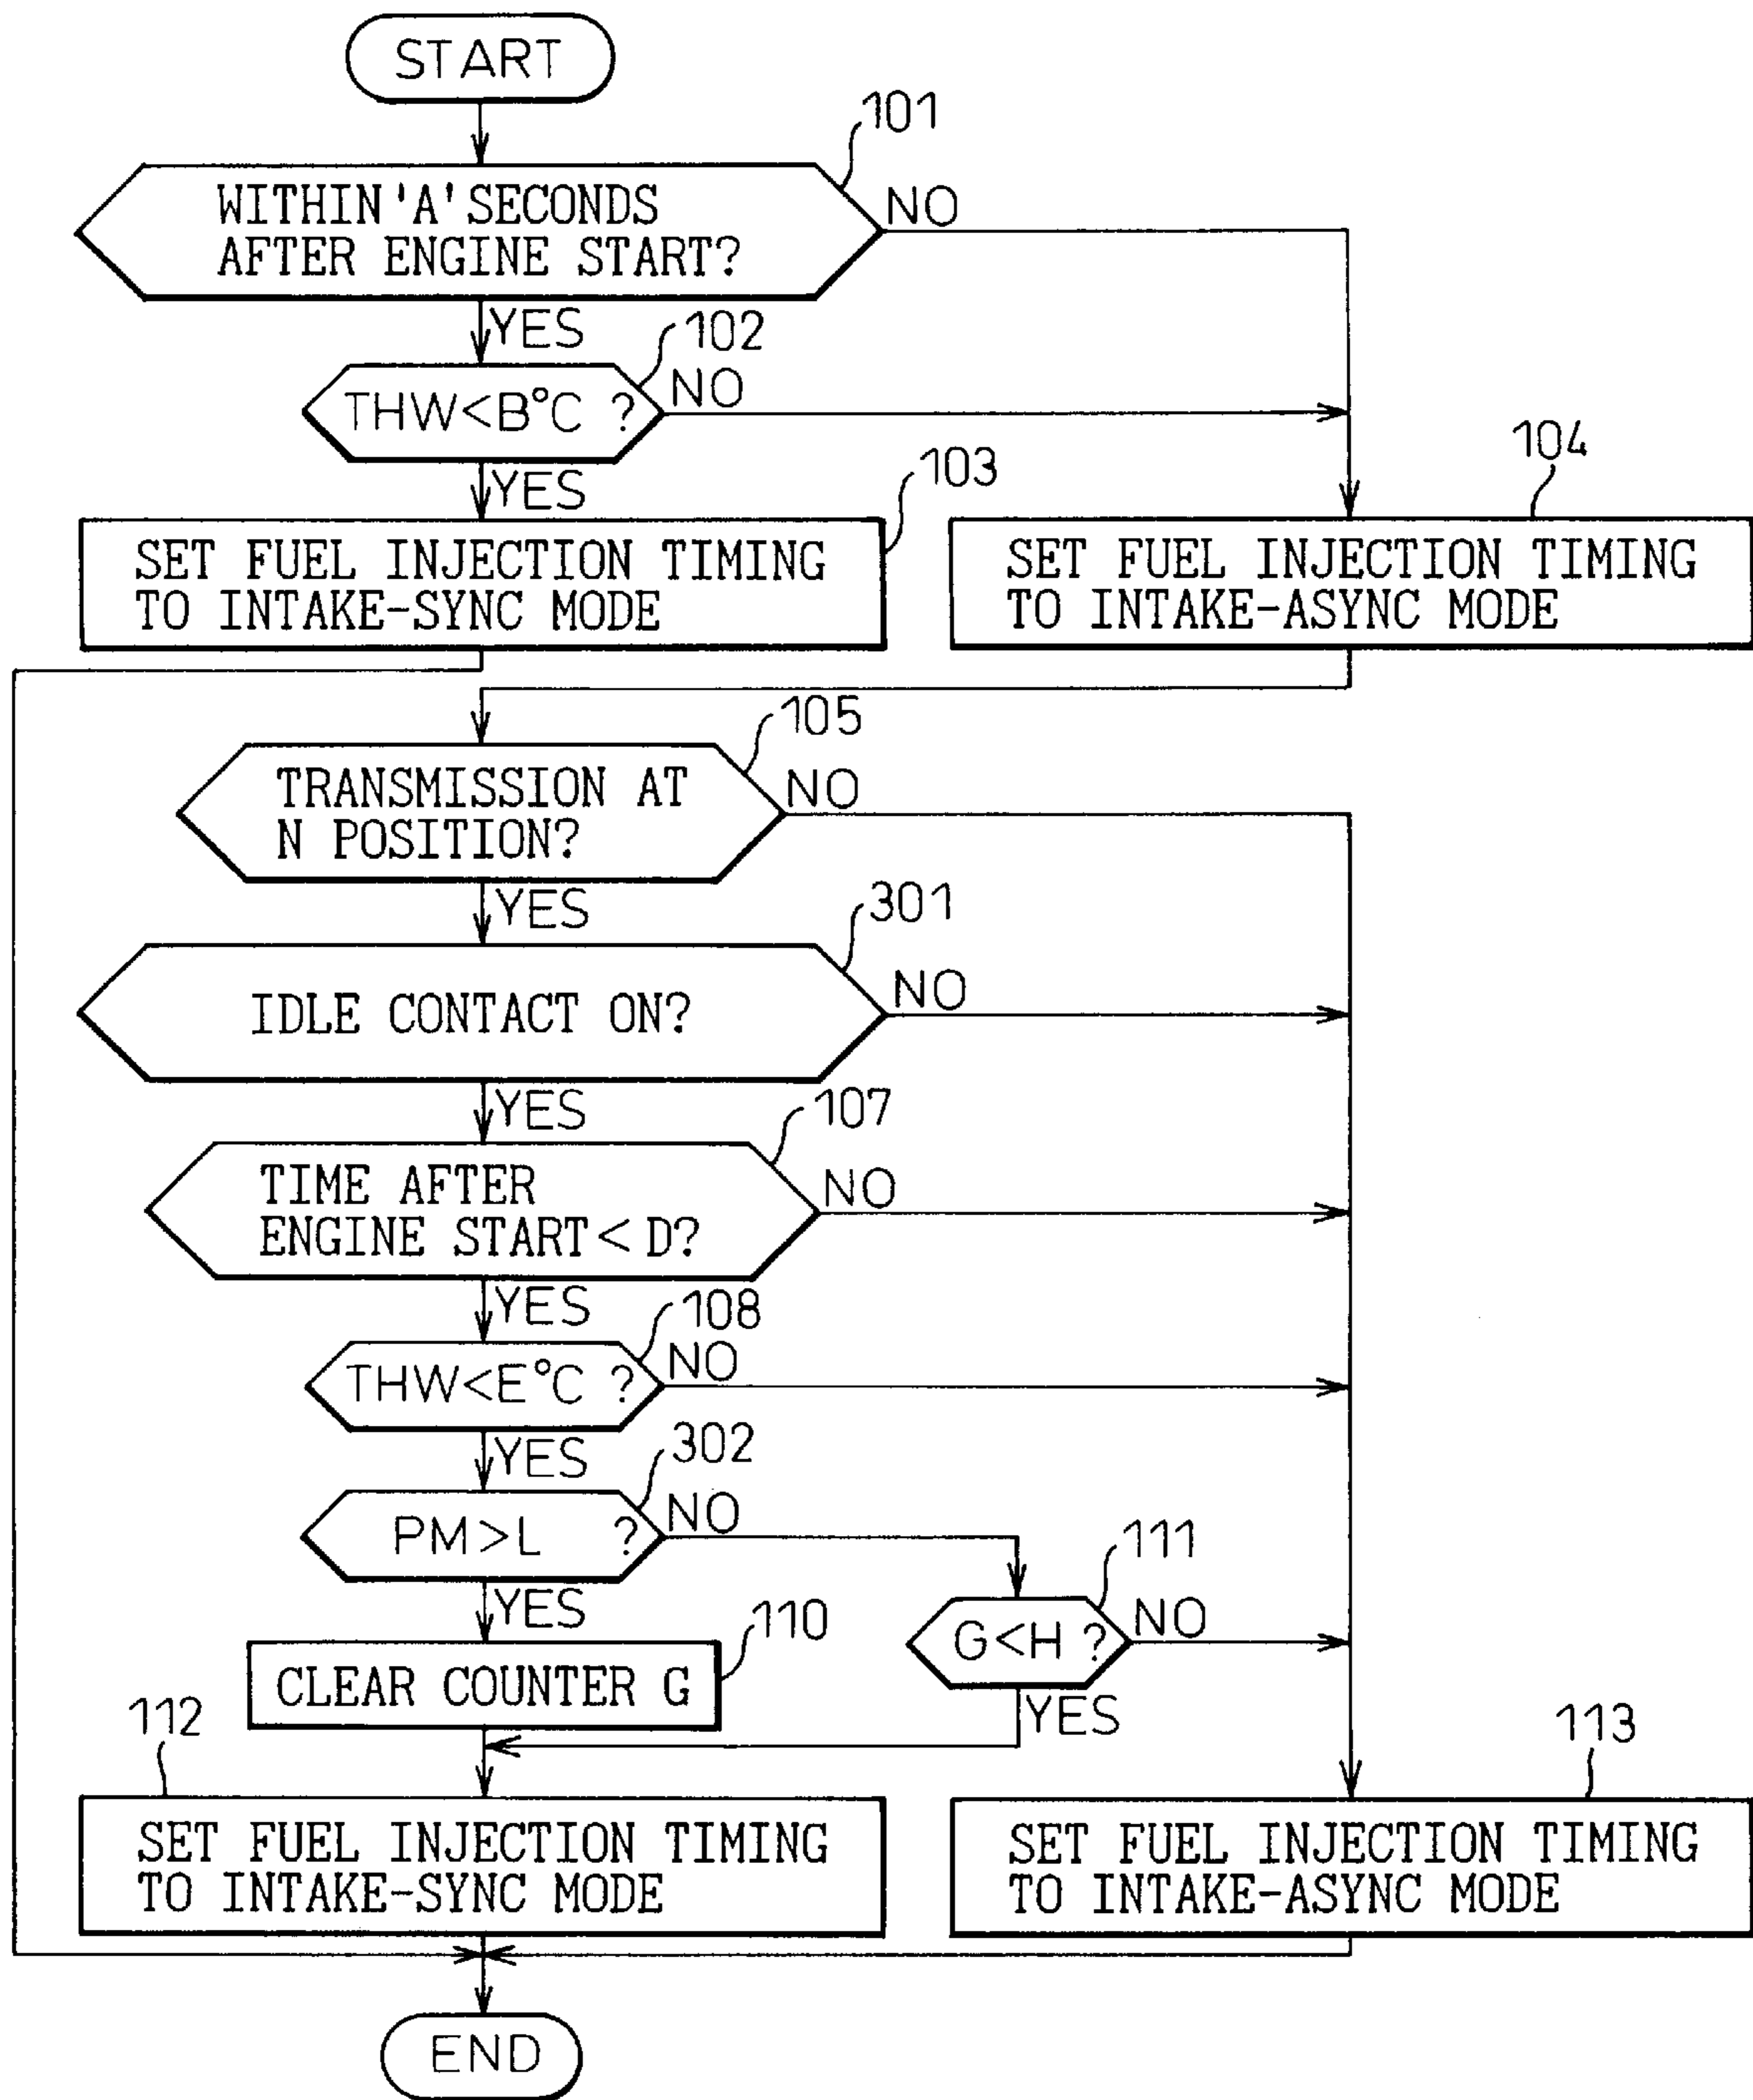 START
101
WITHIN 'A' SECONDS
AFTER ENGINE START?
NO
YES
102
THW<B°C ?
NO
YES
103
104
SET FUEL INJECTION TIMING
TO INTAKE-SYNC MODE
SET FUEL INJECTION TIMING
TO INTAKE-ASYNC MODE
105
TRANSMISSION AT
N POSITION?
NO
YES
301
IDLE CONTACT ON?
NO
YES
107
TIME AFTER
ENGINE START < D?
NO
YES
108
THW<E°C ?
NO
YES
302
PM>L ?
NO
YES
111
G<H ?
NO
YES
110
CLEAR COUNTER G
112
113
SET FUEL INJECTION TIMING
TO INTAKE-SYNC MODE
SET FUEL INJECTION TIMING
TO INTAKE-ASYNC MODE
END